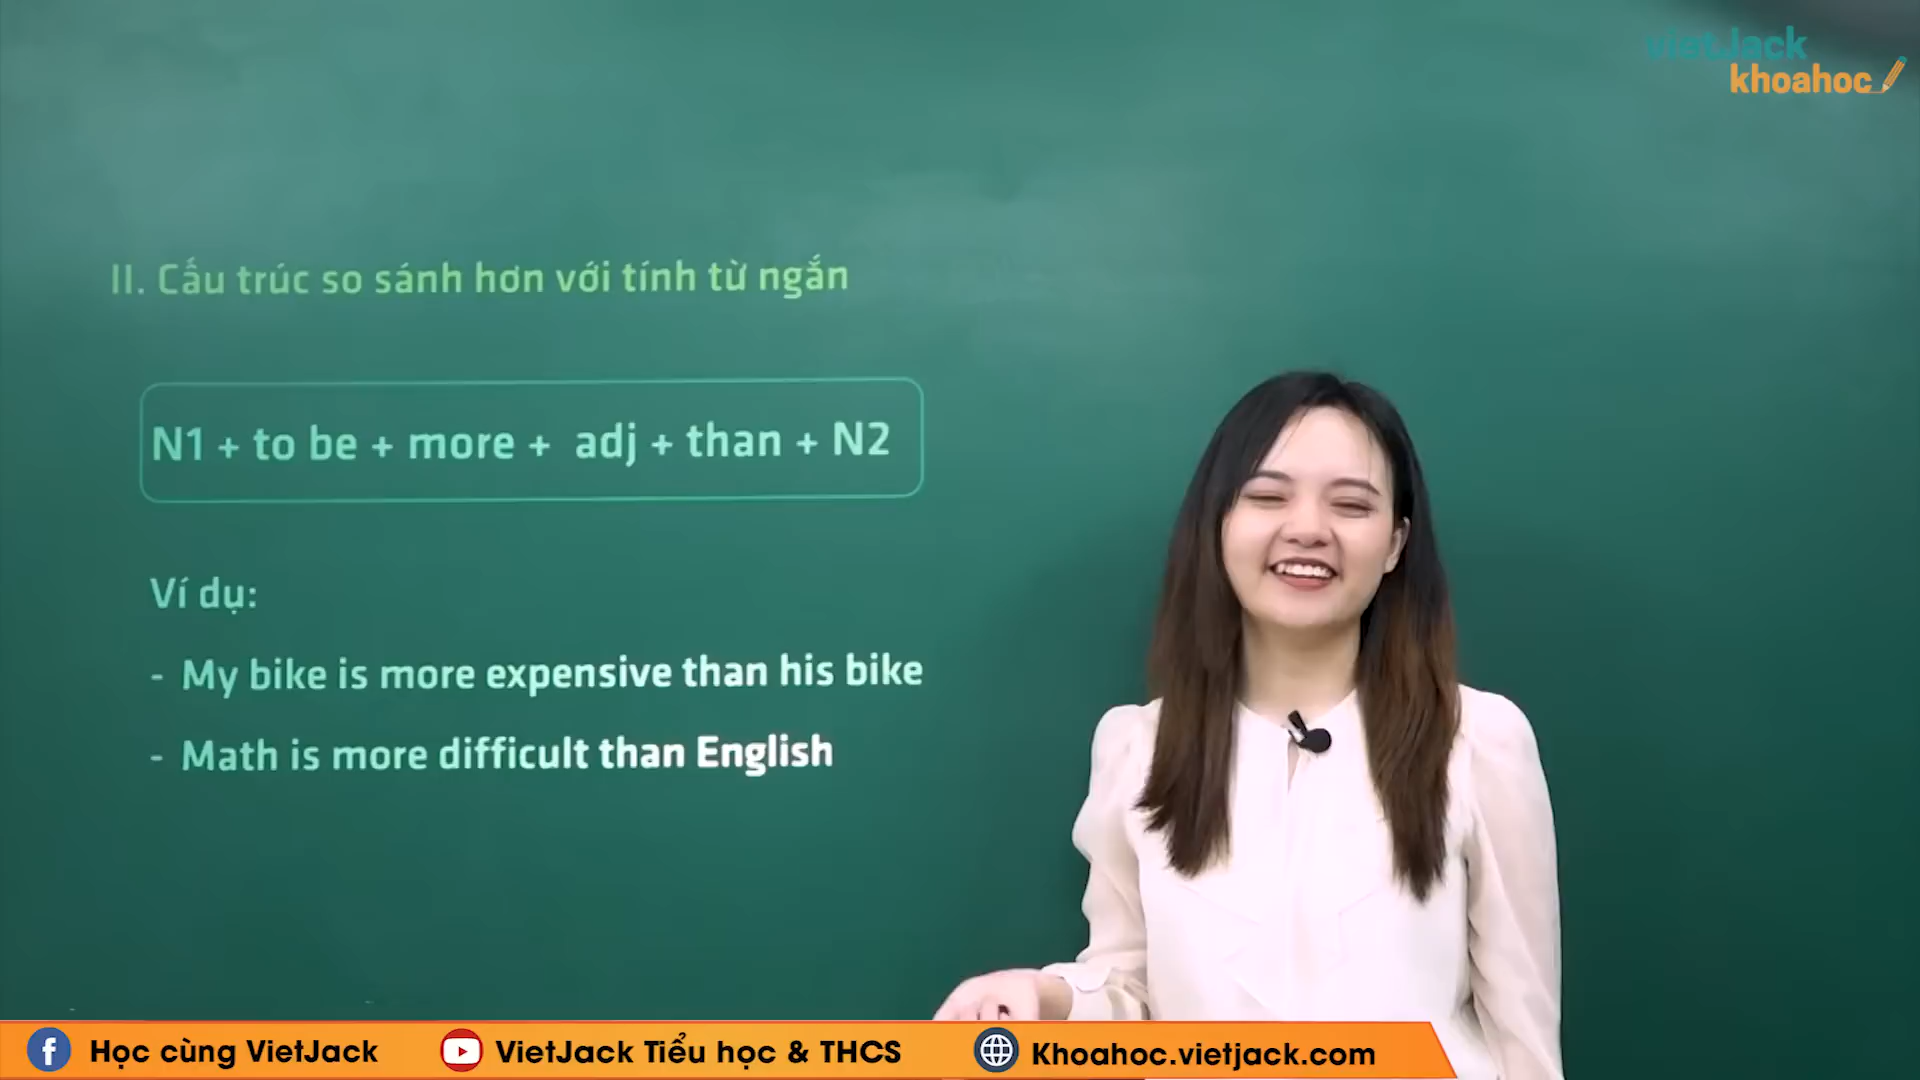 vietJack
khoahoc
II. Cấu trúc so sánh hơn với tính từ ngắn
N1 + to be + more + adj + than + N2
Ví dụ:
- My bike is more expensive than his bike
- Math is more difficult than English
Học cùng VietJack
VietJack Tiểu học & THCS
Khoahoc.vietjack.com